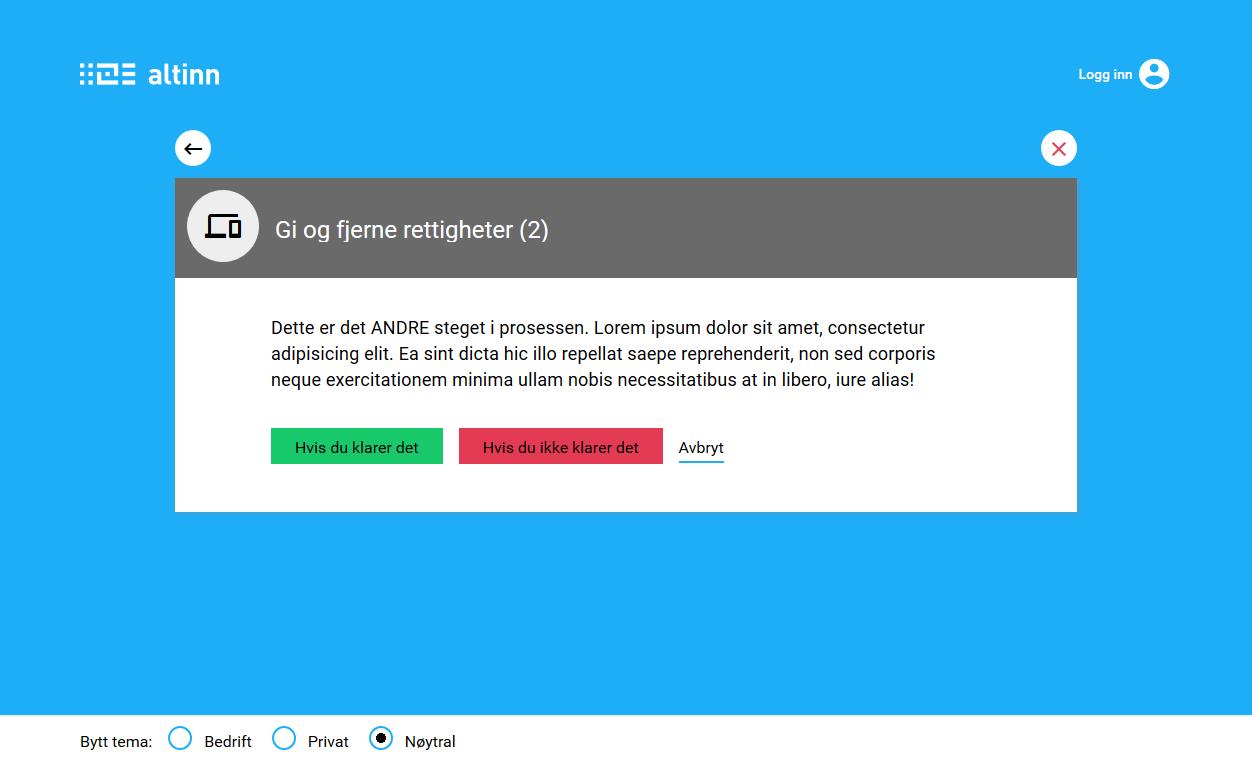 altinn
Logg inn
Gi og fjerne rettigheter (2)
Dette er det ANDRE steget i prosessen. Lorem ipsum dolor sit amet, consectetur
adipisicing elit. Ea sint dicta hic illo repellat saepe reprehenderit, non sed corporis
neque exercitationem minima ullam nobis necessitatibus at in libero, iure alias!
Hvis du klarer det
Hvis du ikke klarer det
Avbryt
Bytt tema:
Bedrift
Privat
Nøytral